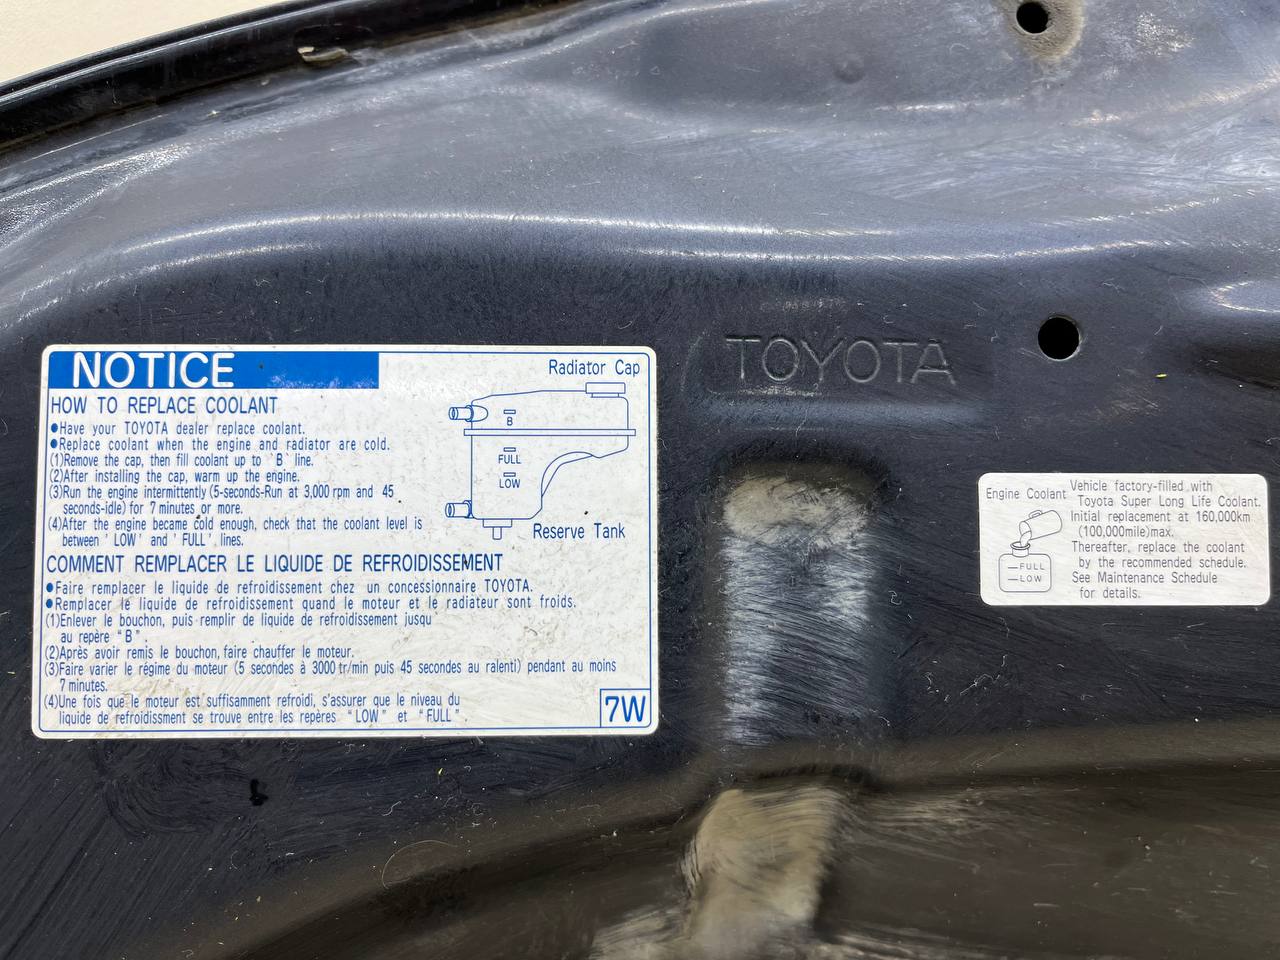 NOTICE
HOW TO REPLACE COOLANT
●Have your TOYOTA dealer replace coolant.
●Replace coolant when the engine and radiator are cold.
(1)Remove the cap, then fill coolant up to 'B' line.
(2)After installing the cap, warm up the engine.
(3)Run the engine intermittently (5-seconds-Run at 3,000 rpm and 45
seconds-idle) for 7 minutes or more.
(4)After the engine became cold enough, check that the coolant level is
between 'LOW' and 'FULL' lines.
Radiator Cap
B
FULL
LOW
Reserve Tank
COMMENT REMPLACER LE LIQUIDE DE REFROIDISSEMENT
●Faire remplacer le liquide de refroidissement chez un concessionnaire TOYOTA.
●Remplacer le liquide de refroidissement quand le moteur et le radiateur sont froids.
(1)Enlever le bouchon, puis remplir de liquide de refroidissement jusqu'
au repère "B".
(2)Après avoir remis le bouchon, faire chauffer le moteur.
(3)Faire varier le régime du moteur (5 secondes à 3000 tr/min puis 45 secondes au ralenti) pendant au moins
7 minutes.
(4)Une fois que le moteur est suffisamment refroidi, s'assurer que le niveau du
liquide de refroidissement se trouve entre les repères "LOW" et "FULL"
7W
TOYOTA
Engine Coolant
FULL
LOW
Vehicle factory-filled with
Toyota Super Long Life Coolant.
Initial replacement at 160,000km
(100,000mile)max.
Thereafter, replace the coolant
by the recommended schedule.
See Maintenance Schedule
for details.